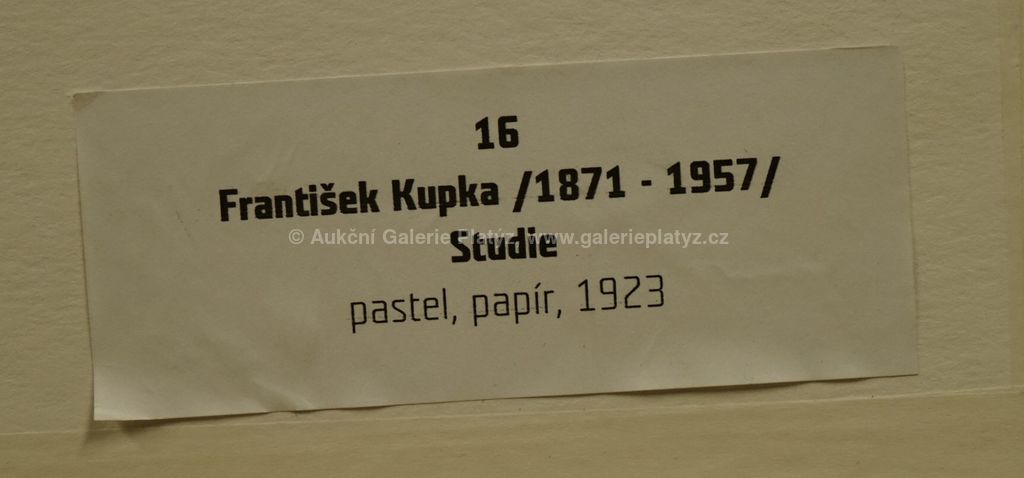 16
František Kupka /1871 - 1957/
© Aukční Galerie Platýz, www.galerieplatyz.cz
Studie
pastel, papír, 1923